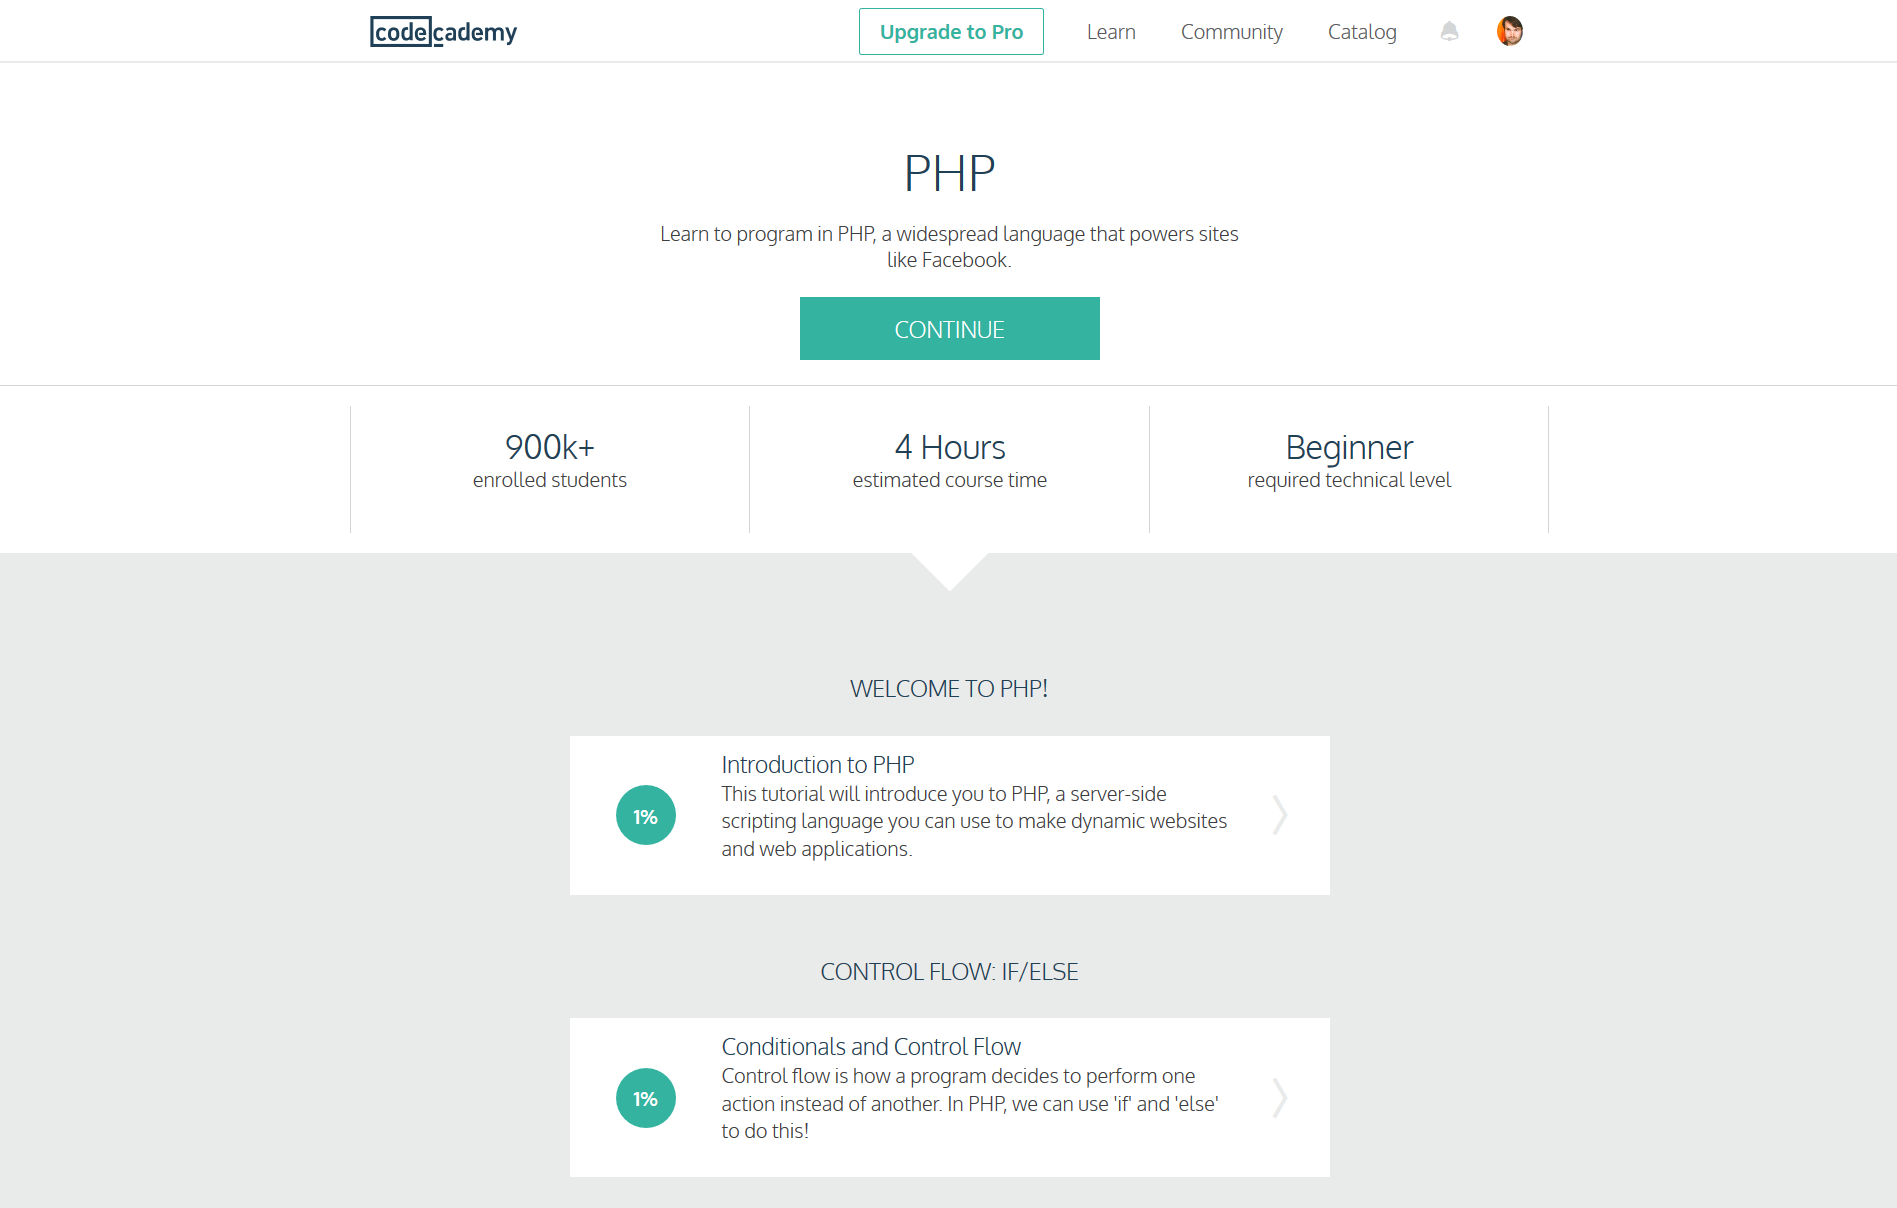 codecademy
Upgrade to Pro
Learn
Community
Catalog
PHP
Learn to program in PHP, a widespread language that powers sites
like Facebook.
CONTINUE
900k+
enrolled students
4 Hours
estimated course time
Beginner
required technical level
WELCOME TO PHP!
1%
Introduction to PHP
This tutorial will introduce you to PHP, a server-side
scripting language you can use to make dynamic websites
and web applications.
CONTROL FLOW: IF/ELSE
1%
Conditionals and Control Flow
Control flow is how a program decides to perform one
action instead of another. In PHP, we can use 'if' and 'else'
to do this!